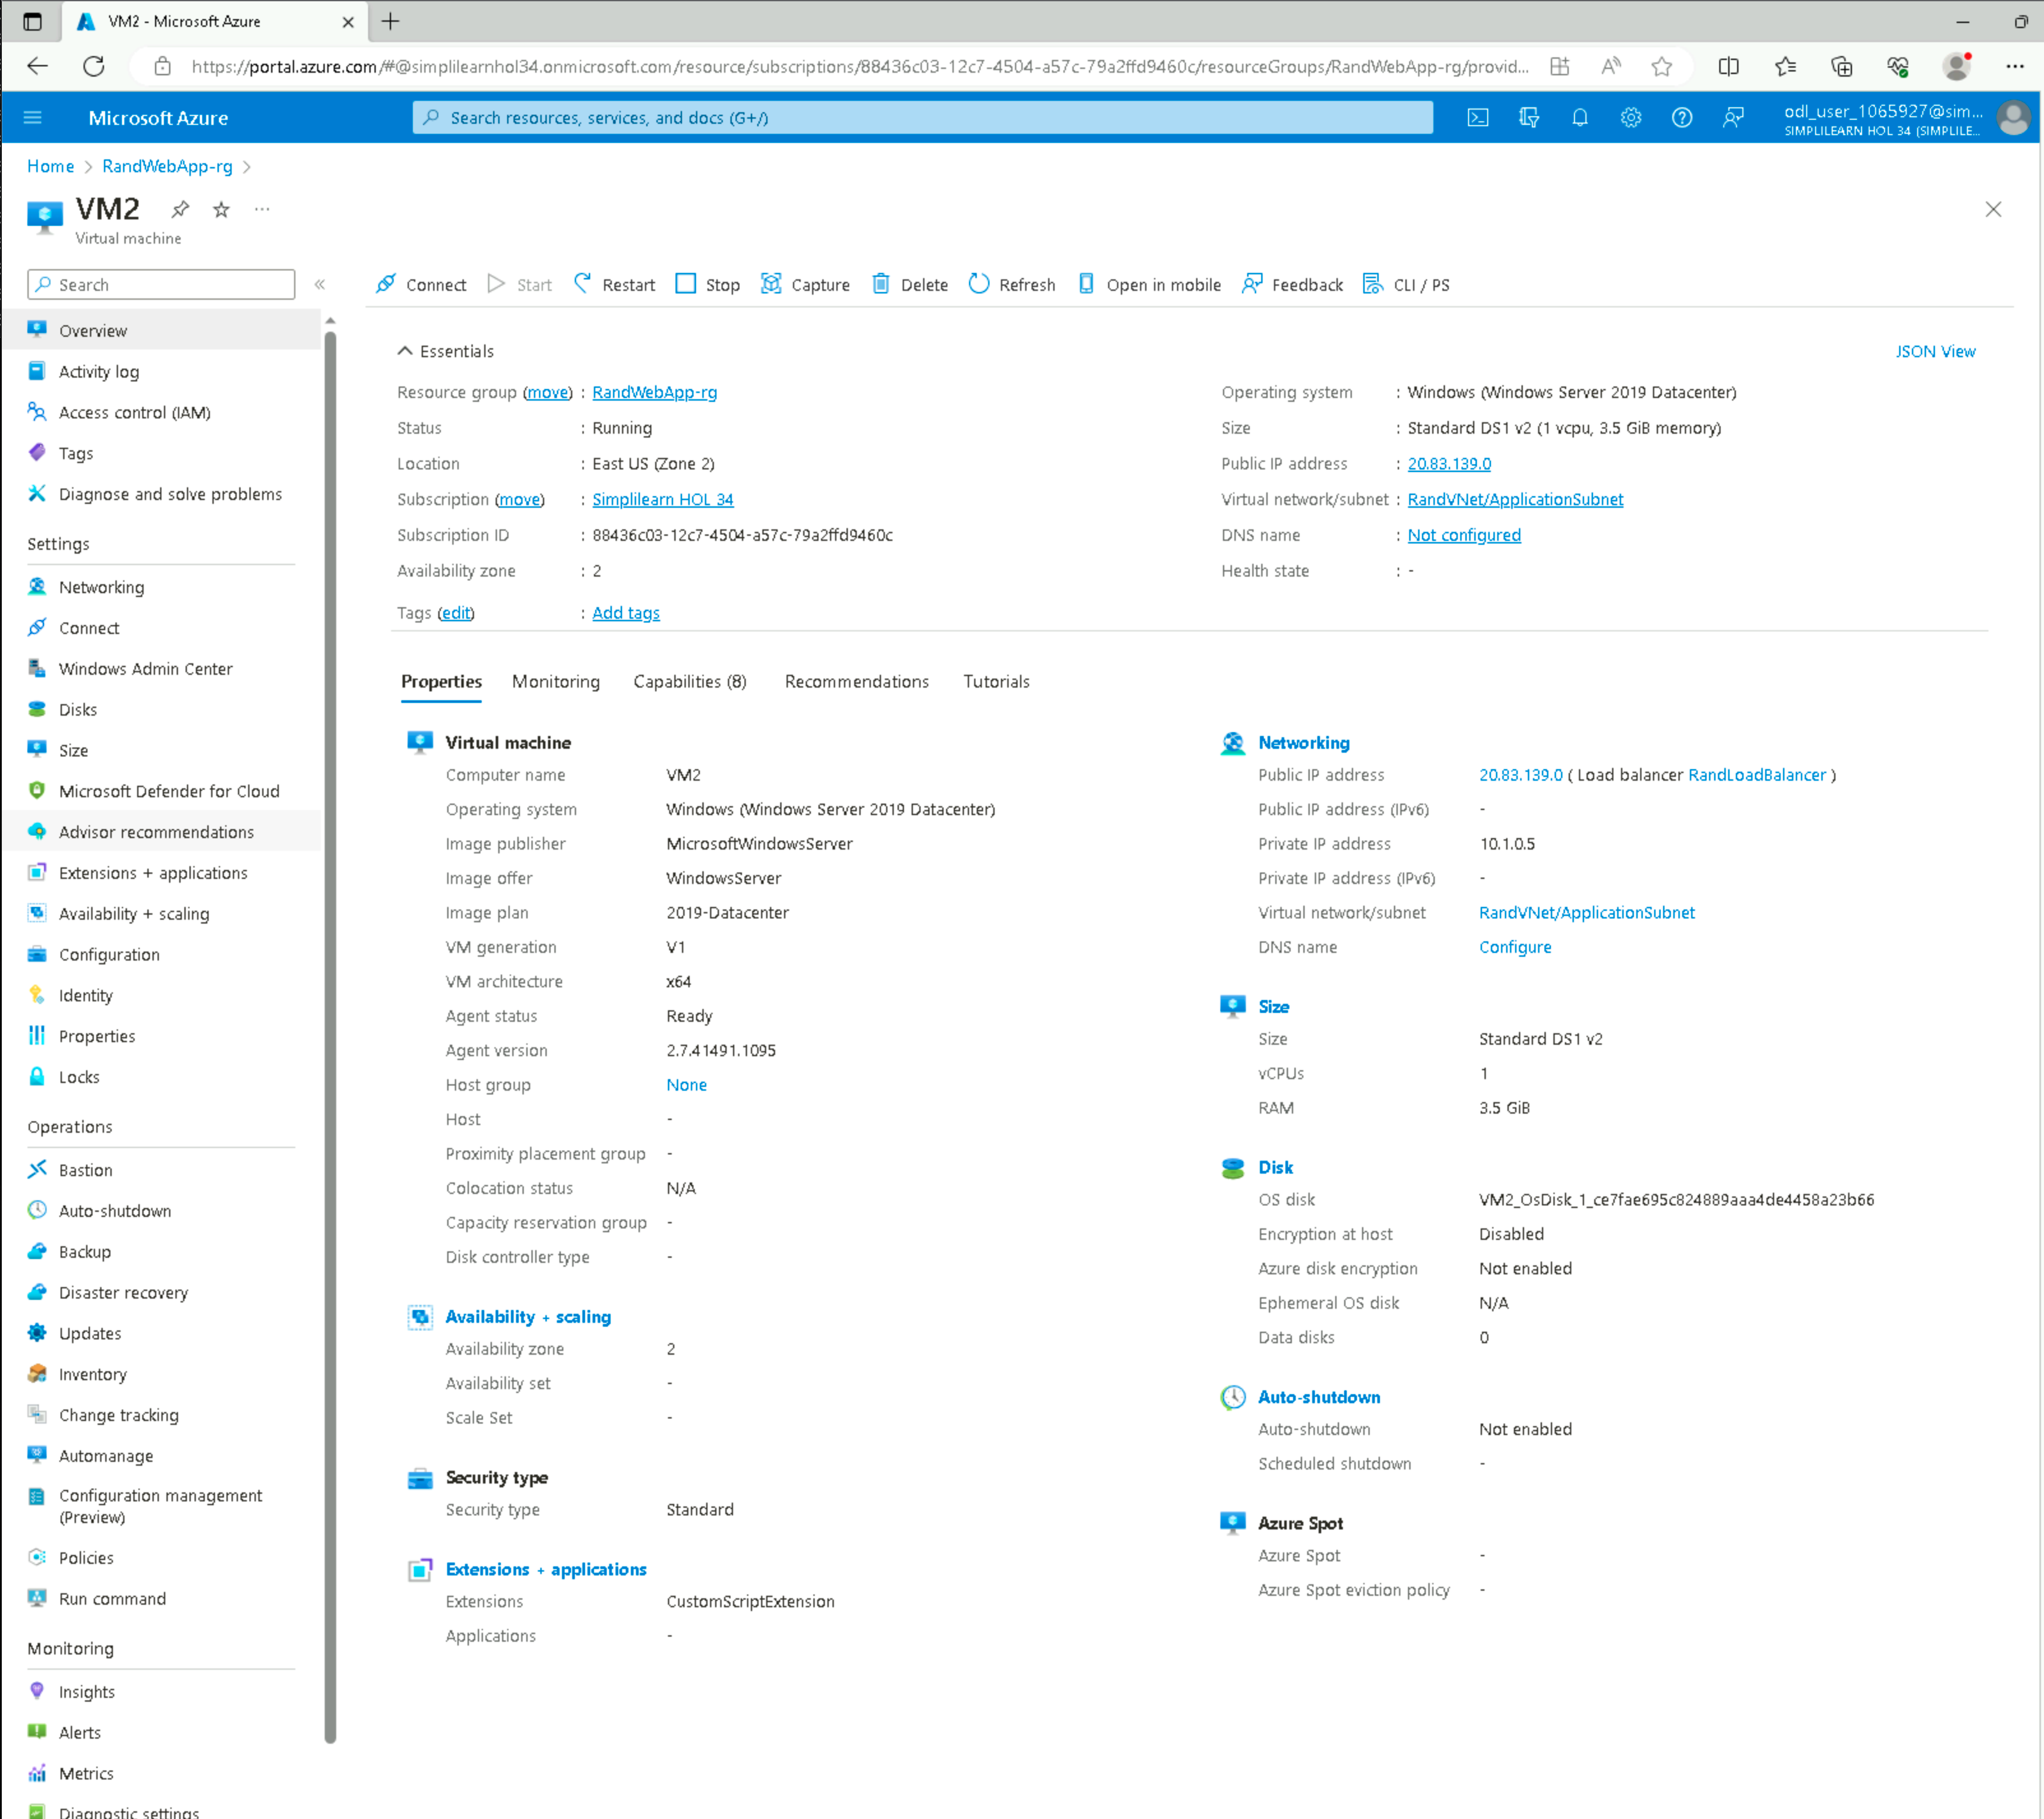 VM2 - Microsoft Azure
https://portal.azure.com/#@simplilearnhol34.onmicrosoft.com/resource/subscriptions/88436c03-12c7-4504-a57c-79a2ffd9460c/resourceGroups/RandWebApp-rg/provid...
Microsoft Azure
Search resources, services, and docs (G+/)
odl_user_1065927@sim...
SIMPLILEARN HOL 34 (SIMPLILE...
Home > RandWebApp-rg >
VM2
Virtual machine
Search
Connect Start Restart Stop Capture Delete Refresh Open in mobile Feedback CLI / PS
Overview
Activity log
Access control (IAM)
Tags
Diagnose and solve problems
Settings
Networking
Connect
Windows Admin Center
Disks
Size
Microsoft Defender for Cloud
Advisor recommendations
Extensions + applications
Availability + scaling
Configuration
Identity
Properties
Locks
Operations
Bastion
Auto-shutdown
Backup
Disaster recovery
Updates
Inventory
Change tracking
Automanage
Configuration management
(Preview)
Policies
Run command
Monitoring
Insights
Alerts
Metrics
Diagnostic settings
Essentials
JSON View
Resource group (move) : RandWebApp-rg
Status : Running
Location : East US (Zone 2)
Subscription (move) : Simplilearn HOL 34
Subscription ID : 88436c03-12c7-4504-a57c-79a2ffd9460c
Availability zone : 2
Tags (edit) : Add tags
Operating system : Windows (Windows Server 2019 Datacenter)
Size : Standard DS1 v2 (1 vcpu, 3.5 GiB memory)
Public IP address : 20.83.139.0
Virtual network/subnet : RandVNet/ApplicationSubnet
DNS name : Not configured
Health state : -
Properties Monitoring Capabilities (8) Recommendations Tutorials
Virtual machine
Computer name VM2
Operating system Windows (Windows Server 2019 Datacenter)
Image publisher MicrosoftWindowsServer
Image offer WindowsServer
Image plan 2019-Datacenter
VM generation V1
VM architecture x64
Agent status Ready
Agent version 2.7.41491.1095
Host group None
Host -
Proximity placement group -
Colocation status N/A
Capacity reservation group -
Disk controller type -
Availability + scaling
Availability zone 2
Availability set -
Scale Set -
Security type
Security type Standard
Extensions + applications
Extensions CustomScriptExtension
Applications -
Networking
Public IP address 20.83.139.0 ( Load balancer RandLoadBalancer )
Public IP address (IPv6) -
Private IP address 10.1.0.5
Private IP address (IPv6) -
Virtual network/subnet RandVNet/ApplicationSubnet
DNS name Configure
Size
Size Standard DS1 v2
vCPUs 1
RAM 3.5 GiB
Disk
OS disk VM2_OsDisk_1_ce7fae695c824889aaa4de4458a23b66
Encryption at host Disabled
Azure disk encryption Not enabled
Ephemeral OS disk N/A
Data disks 0
Auto-shutdown
Auto-shutdown Not enabled
Scheduled shutdown -
Azure Spot
Azure Spot -
Azure Spot eviction policy -